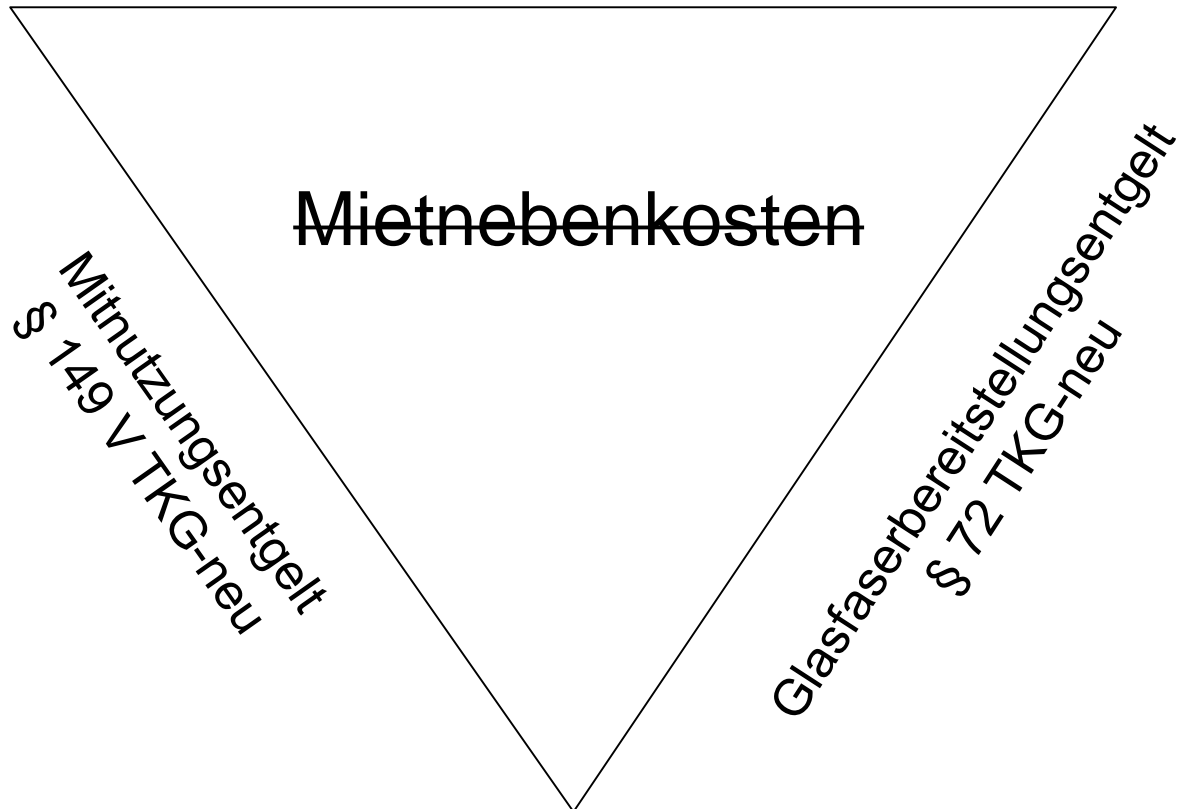 Mietnebenkosten
Mitnutzungsentgelt
§ 149 V TKG-neu
Glasfaserbereitstellungsentgelt
§ 72 TKG-neu